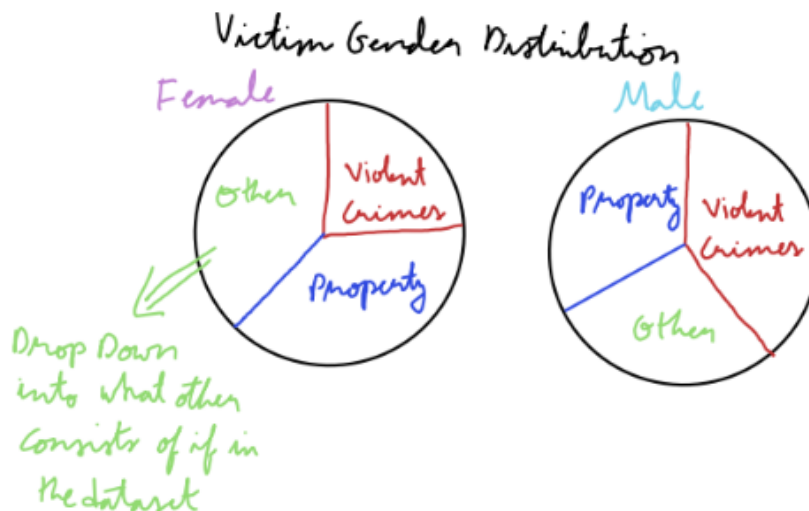 Victim Gender Distribution
Female
Male
Other
Violent
Crimes
Property
Property
Violent
Crimes
Other
Drop Down
into what other
consists of if in
the dataset